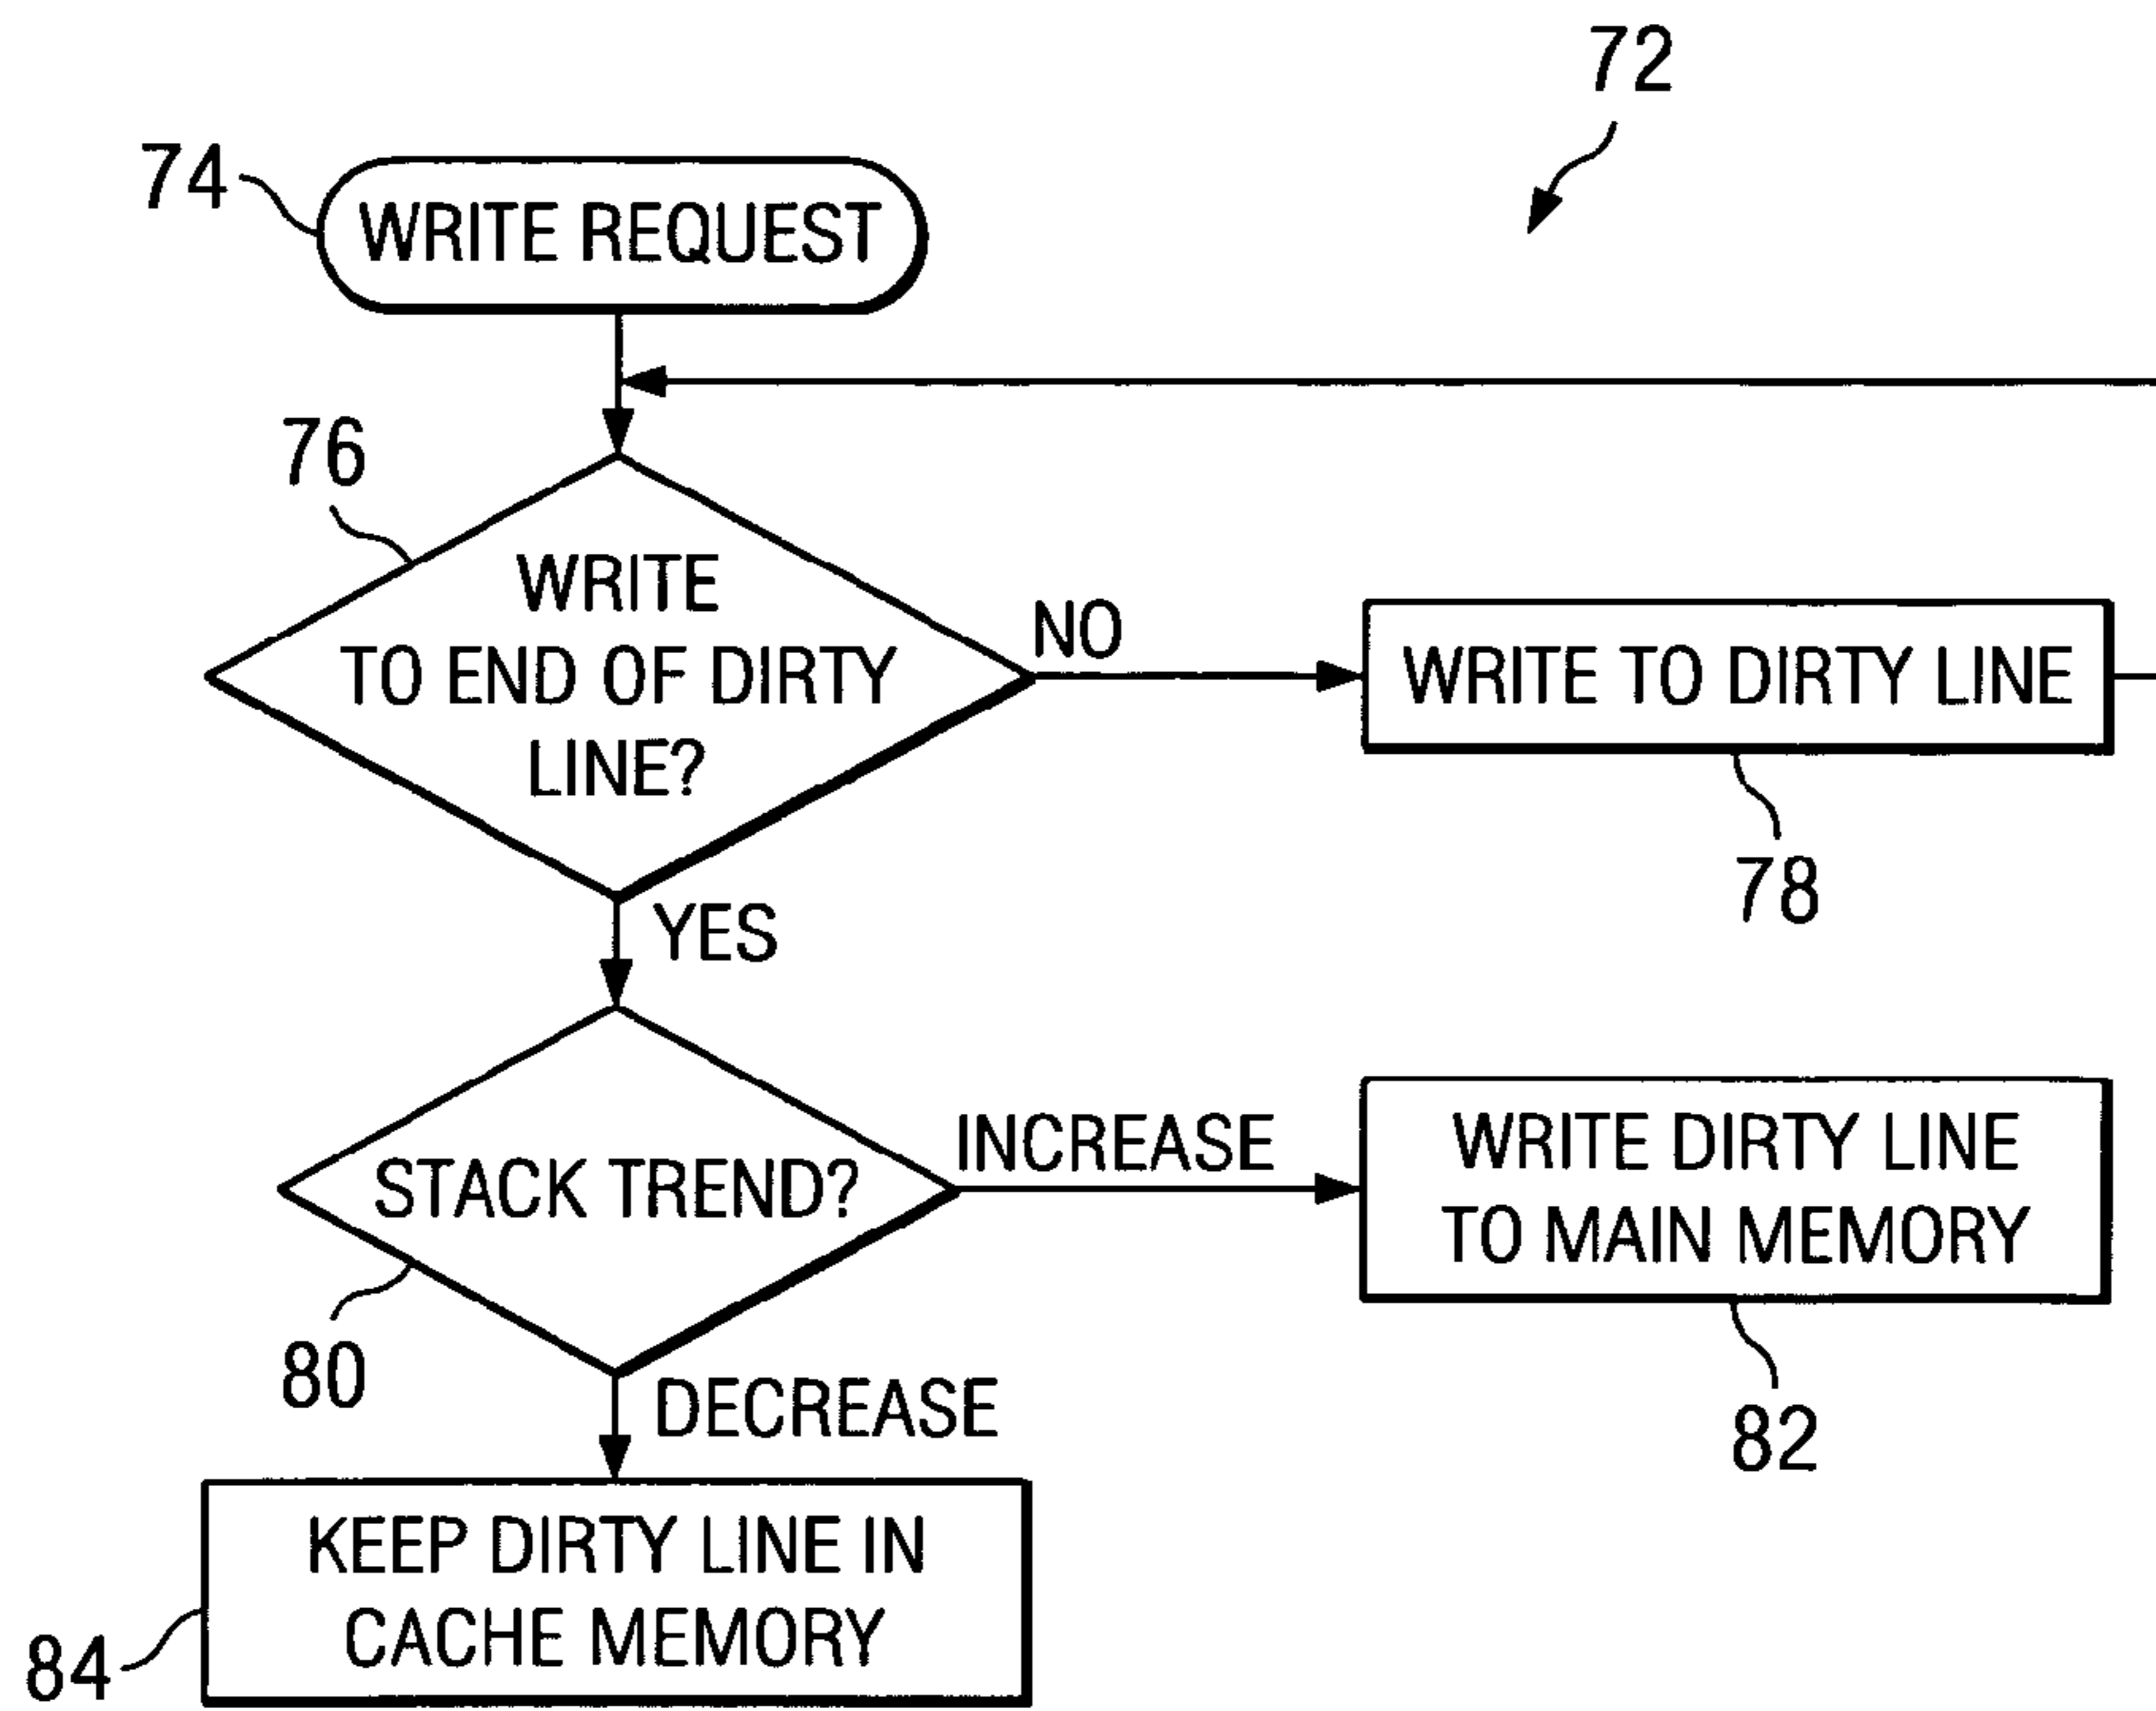 72
74
WRITE REQUEST
76
WRITE
TO END OF DIRTY
LINE?
NO
WRITE TO DIRTY LINE
78
YES
STACK TREND?
INCREASE
WRITE DIRTY LINE
TO MAIN MEMORY
80
82
DECREASE
KEEP DIRTY LINE IN
CACHE MEMORY
84